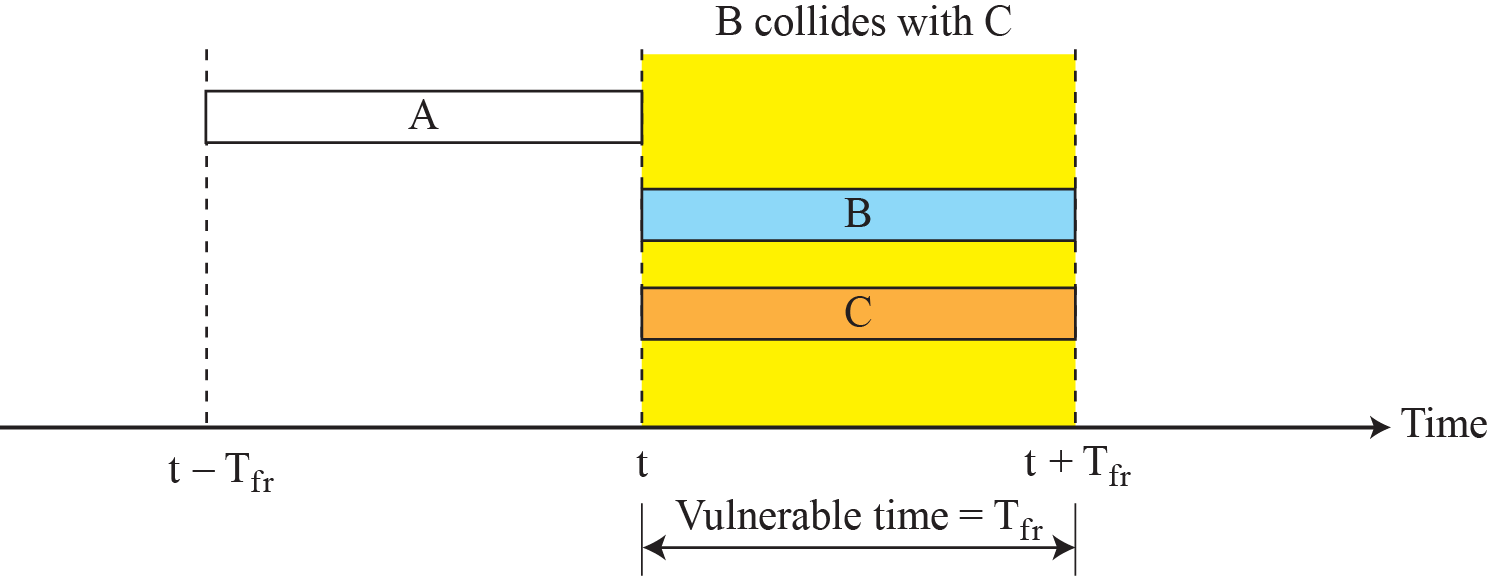 B collides with C
A
B
C
Time
t − Tfr
t
t + Tfr
Vulnerable time = Tfr